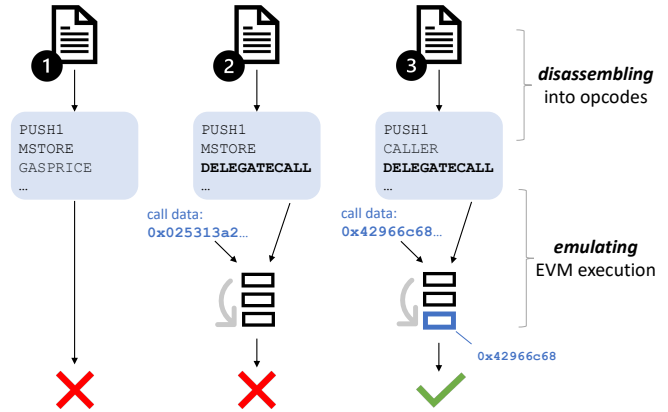 1
2
3
disassembling
into opcodes
PUSH1
MSTORE
GASPRICE
…
PUSH1
MSTORE
DELEGATECALL
…
PUSH1
CALLER
DELEGATECALL
…
call data:
0x025313a2…
call data:
0x42966c68…
emulating
EVM execution
0x42966c68